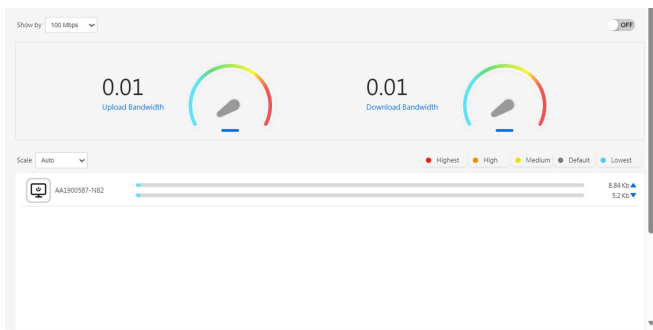 Show by 100 Mbps OFF
0.01 0.01
Upload Bandwidth Download Bandwidth
Scale Auto Highest High Medium Default Lowest
AA1900587-N82 8.84 Kb
5.2 Kb